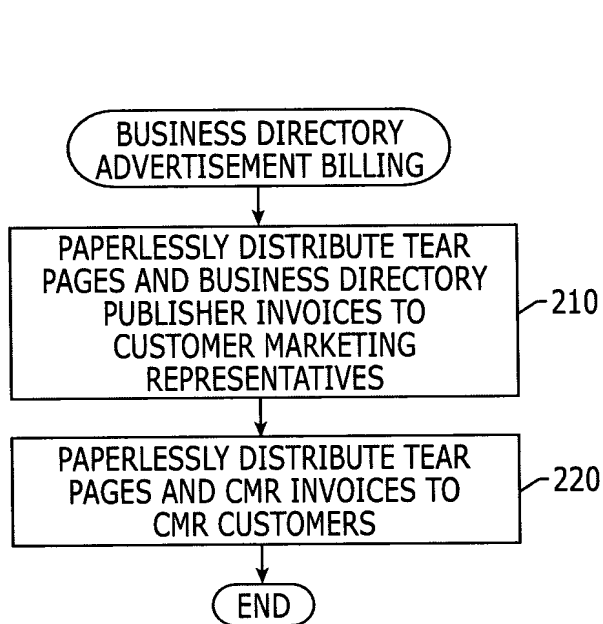 BUSINESS DIRECTORY
ADVERTISEMENT BILLING
PAPERLESSLY DISTRIBUTE TEAR
PAGES AND BUSINESS DIRECTORY
PUBLISHER INVOICES TO
CUSTOMER MARKETING
REPRESENTATIVES
210
PAPERLESSLY DISTRIBUTE TEAR
PAGES AND CMR INVOICES TO
CMR CUSTOMERS
220
END